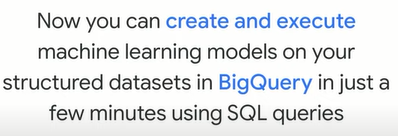 Now you can create and execute
machine learning models on your
structured datasets in BigQuery in just a
few minutes using SQL queries